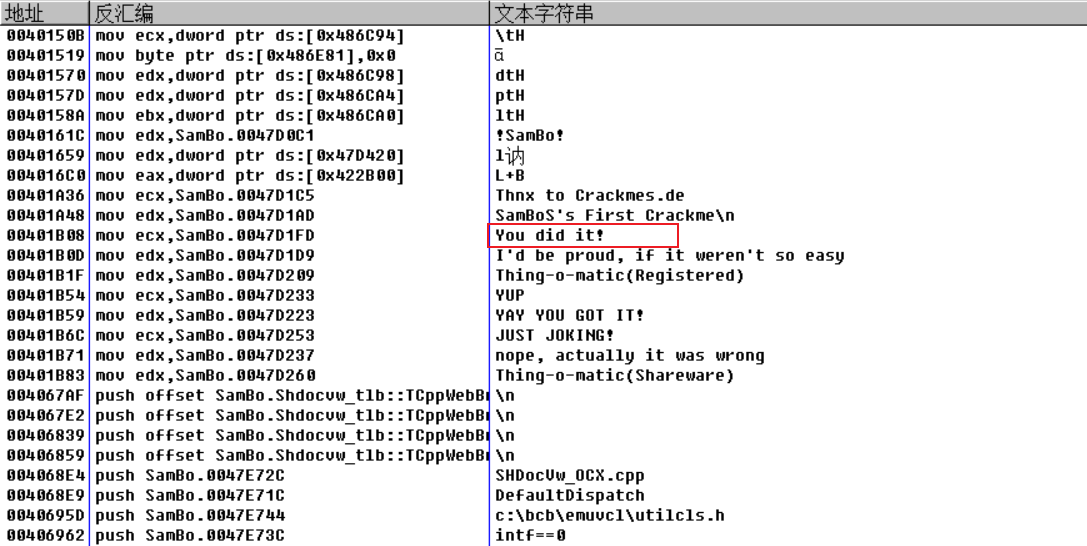 地址 反汇编 文本字符串
0040150B mov ecx,dword ptr ds:[0x486C94] \tH
00401519 mov byte ptr ds:[0x486E81],0x0 ā
00401570 mov edx,dword ptr ds:[0x486C98] dtH
0040157D mov edx,dword ptr ds:[0x486CA4] ptH
0040158A mov ebx,dword ptr ds:[0x486CA0] ltH
0040161C mov edx,SamBo.0047D0C1 !SamBo!
00401659 mov edx,dword ptr ds:[0x47D420] l讷
004016C0 mov eax,dword ptr ds:[0x422B00] L+B
00401A36 mov ecx,SamBo.0047D1C5 Thnx to Crackmes.de
00401A48 mov edx,SamBo.0047D1AD SamBoS's First Crackme\n
00401B08 mov ecx,SamBo.0047D1FD You did it!
00401B0D mov edx,SamBo.0047D1D9 I'd be proud, if it weren't so easy
00401B1F mov edx,SamBo.0047D209 Thing-o-matic(Registered)
00401B54 mov ecx,SamBo.0047D233 YUP
00401B59 mov edx,SamBo.0047D223 YAY YOU GOT IT!
00401B6C mov ecx,SamBo.0047D253 JUST JOKING!
00401B71 mov edx,SamBo.0047D237 nope, actually it was wrong
00401B83 mov edx,SamBo.0047D260 Thing-o-matic(Shareware)
004067AF push offset SamBo.Shdocvw_tlb::TCppWebB \n
004067E2 push offset SamBo.Shdocvw_tlb::TCppWebB \n
00406839 push offset SamBo.Shdocvw_tlb::TCppWebB \n
00406859 push offset SamBo.Shdocvw_tlb::TCppWebB \n
004068E4 push SamBo.0047E72C SHDocVw_OCX.cpp
004068E9 push SamBo.0047E71C DefaultDispatch
0040695D push SamBo.0047E744 c:\bcb\emuvcl\utilcls.h
00406962 push SamBo.0047E73C intf==0